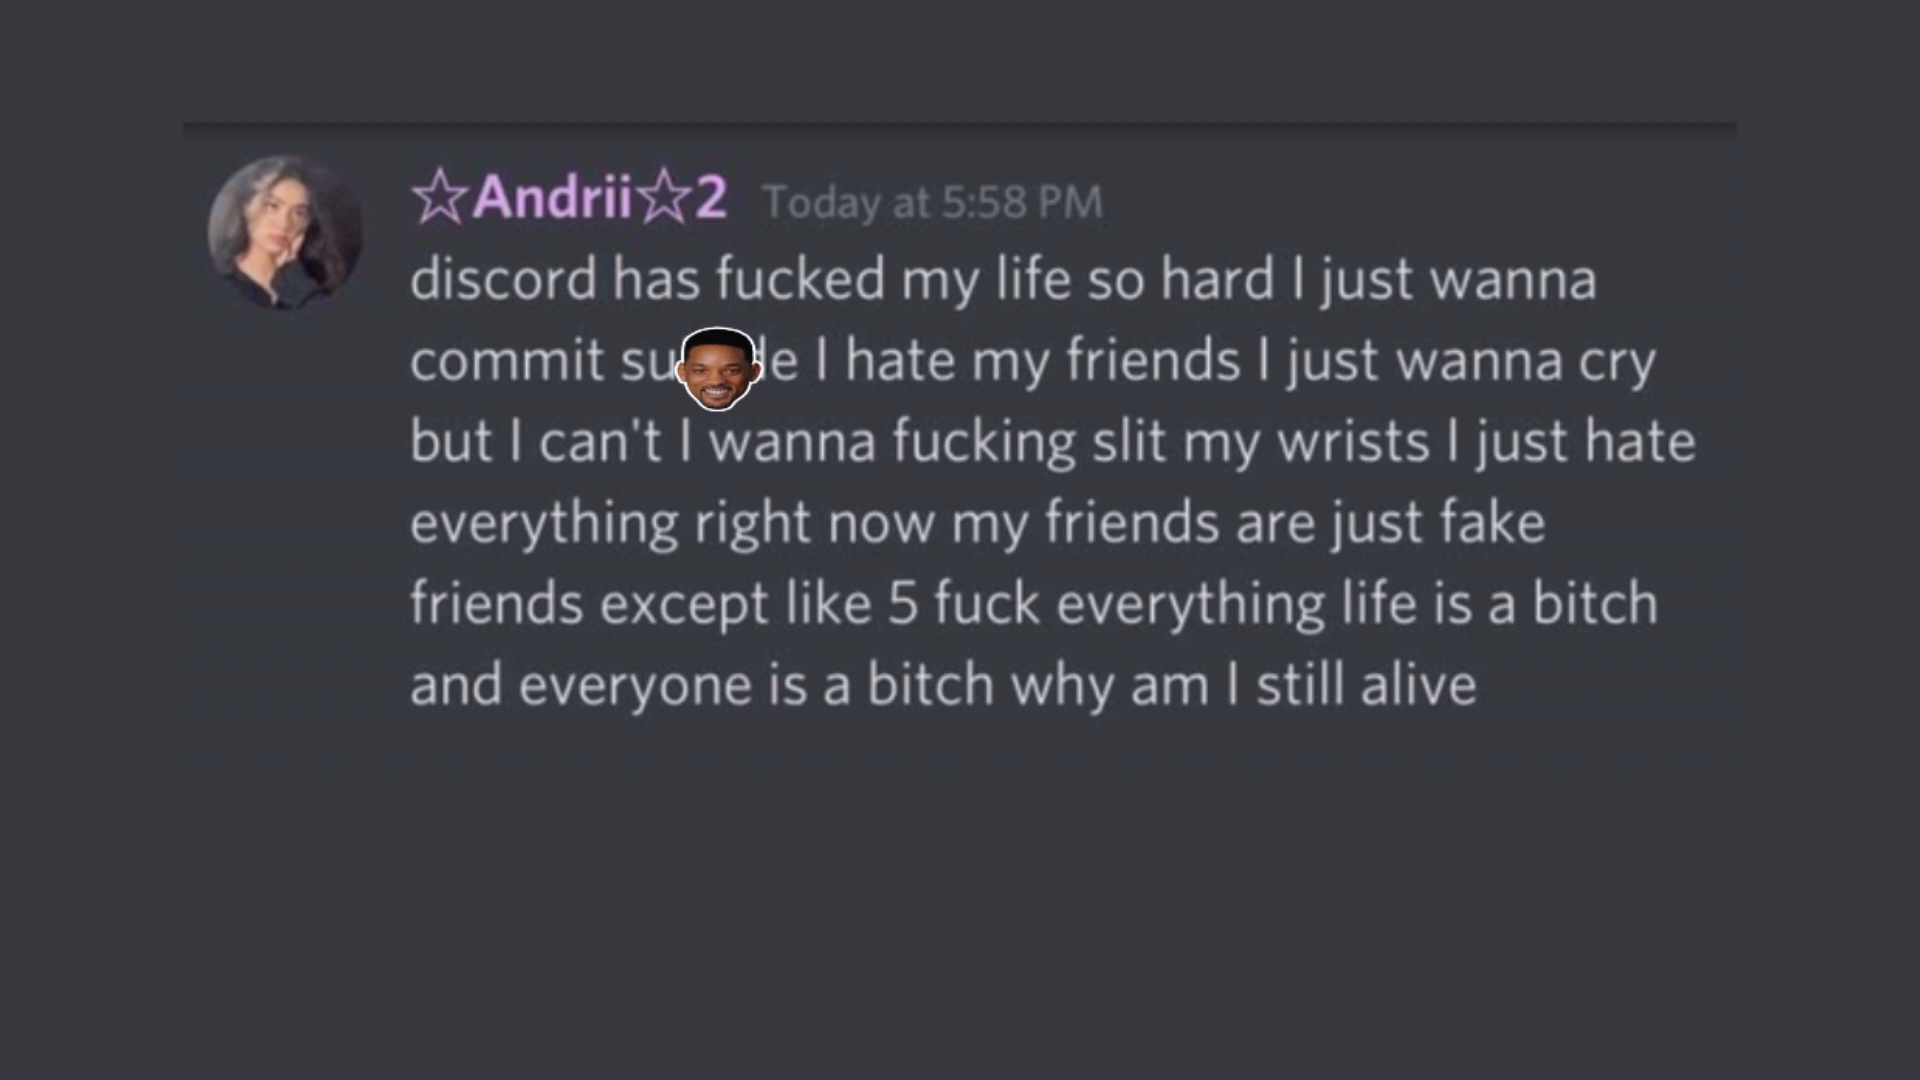 ☆Andrii☆2 Today at 5:58 PM
discord has fucked my life so hard I just wanna
commit su de I hate my friends I just wanna cry
but I can't I wanna fucking slit my wrists I just hate
everything right now my friends are just fake
friends except like 5 fuck everything life is a bitch
and everyone is a bitch why am I still alive